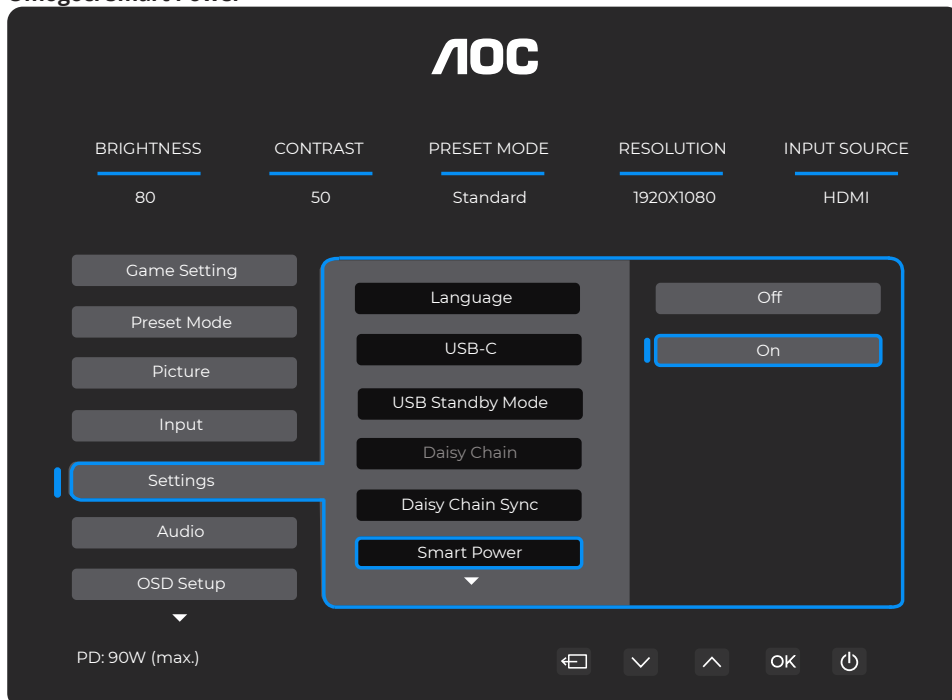 AOC
BRIGHTNESS CONTRAST PRESET MODE RESOLUTION INPUT SOURCE
80 50 Standard 1920X1080 HDMI
Game Setting
Preset Mode
Picture
Input
Settings
Audio
OSD Setup
Language
USB-C
USB Standby Mode
Daisy Chain
Daisy Chain Sync
Smart Power
Off
On
PD: 90W (max.)
OK